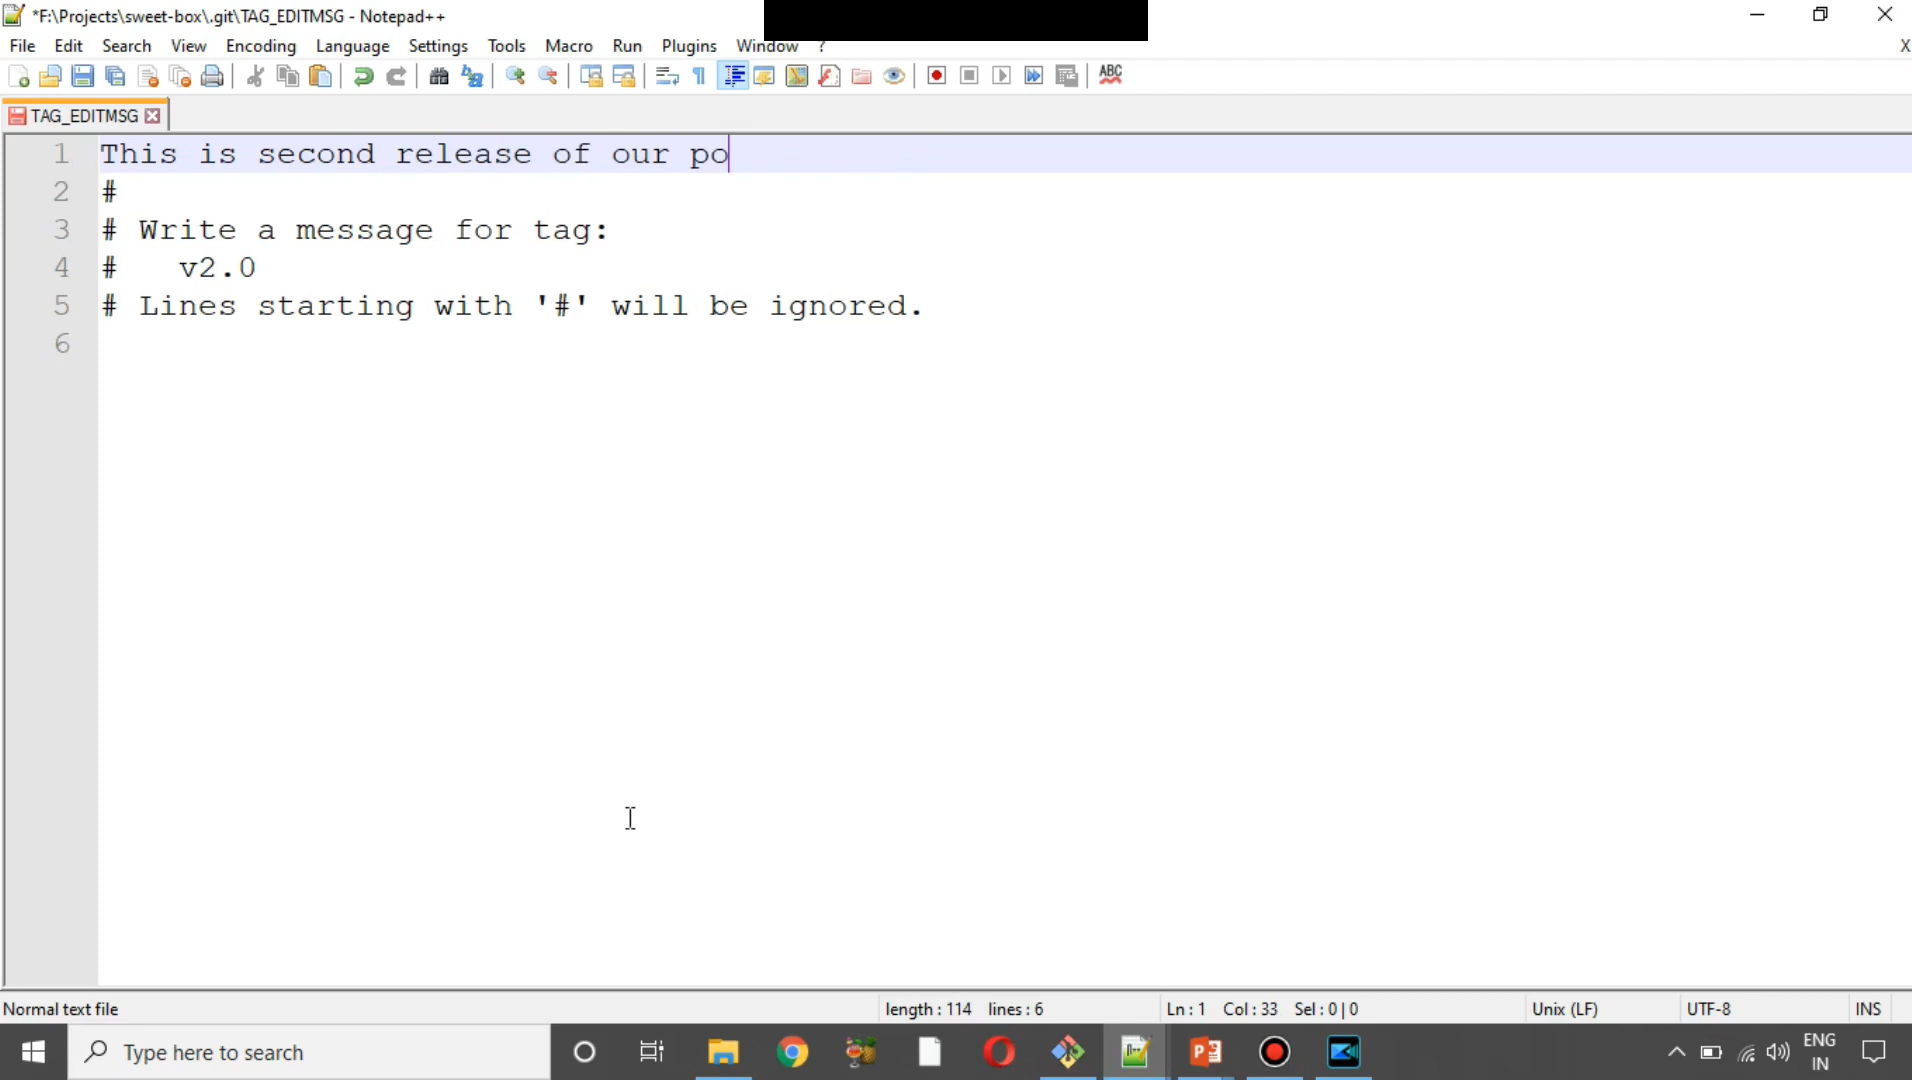 *F:\Projects\sweet-box\.git\TAG_EDITMSG - Notepad++
File Edit Search View Encoding Language Settings Tools Macro Run Plugins Window ? X
ABC
TAG_EDITMSG
1 This is second release of our po
2 #
3 # Write a message for tag:
4 #   v2.0
5 # Lines starting with '#' will be ignored.
6
Normal text file length : 114 lines : 6 Ln : 1 Col : 33 Sel : 0 | 0 Unix (LF) UTF-8 INS
Type here to search ENG
IN